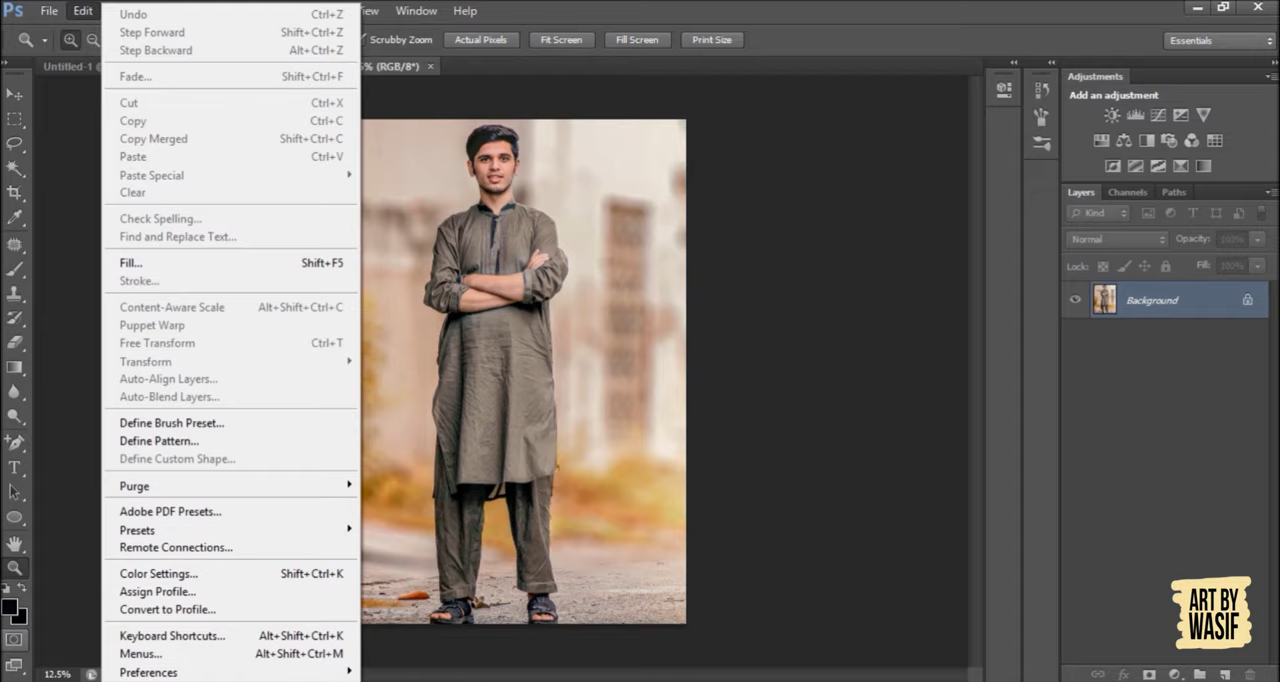 Ps File Edit View Window Help
Scrubby Zoom Actual Pixels Fit Screen Fill Screen Print Size Essentials
Untitled-1 % (RGB/8*) ×
Undo Ctrl+Z
Step Forward Shift+Ctrl+Z
Step Backward Alt+Ctrl+Z
Fade... Shift+Ctrl+F
Cut Ctrl+X
Copy Ctrl+C
Copy Merged Shift+Ctrl+C
Paste Ctrl+V
Paste Special
Clear
Check Spelling...
Find and Replace Text...
Fill... Shift+F5
Stroke...
Content-Aware Scale Alt+Shift+Ctrl+C
Puppet Warp
Free Transform Ctrl+T
Transform
Auto-Align Layers...
Auto-Blend Layers...
Define Brush Preset...
Define Pattern...
Define Custom Shape...
Purge
Adobe PDF Presets...
Presets
Remote Connections...
Color Settings... Shift+Ctrl+K
Assign Profile...
Convert to Profile...
Keyboard Shortcuts... Alt+Shift+Ctrl+K
Menus... Alt+Shift+Ctrl+M
Preferences
12.5%
Adjustments
Add an adjustment
Layers Channels Paths
Kind
Normal Opacity: 100%
Lock: Fill: 100%
Background
ART BY
WASIF